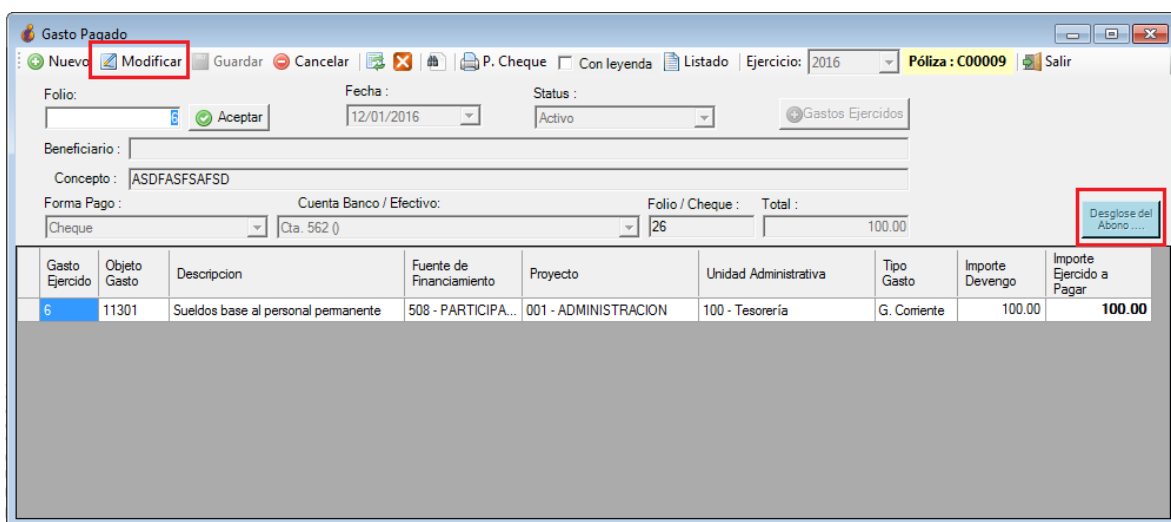 Gasto Pagado
Nuevo Modificar Guardar Cancelar P. Cheque Con leyenda Listado Ejercicio: 2016 Póliza : C00009 Salir
Folio: Fecha : Status :
6 Aceptar 12/01/2016 Activo Gastos Ejercidos
Beneficiario :
Concepto : ASDFASFSAFSD
Forma Pago : Cuenta Banco / Efectivo: Folio / Cheque : Total :
Cheque Cta. 562 () 26 100.00
Desglose del
Abono ....
Gasto Ejercido Objeto Gasto Descripcion Fuente de Financiamiento Proyecto Unidad Administrativa Tipo Gasto Importe Devengo Importe Ejercido a Pagar
6 11301 Sueldos base al personal permanente 508 - PARTICIPA... 001 - ADMINISTRACION 100 - Tesorería G. Corriente 100.00 100.00